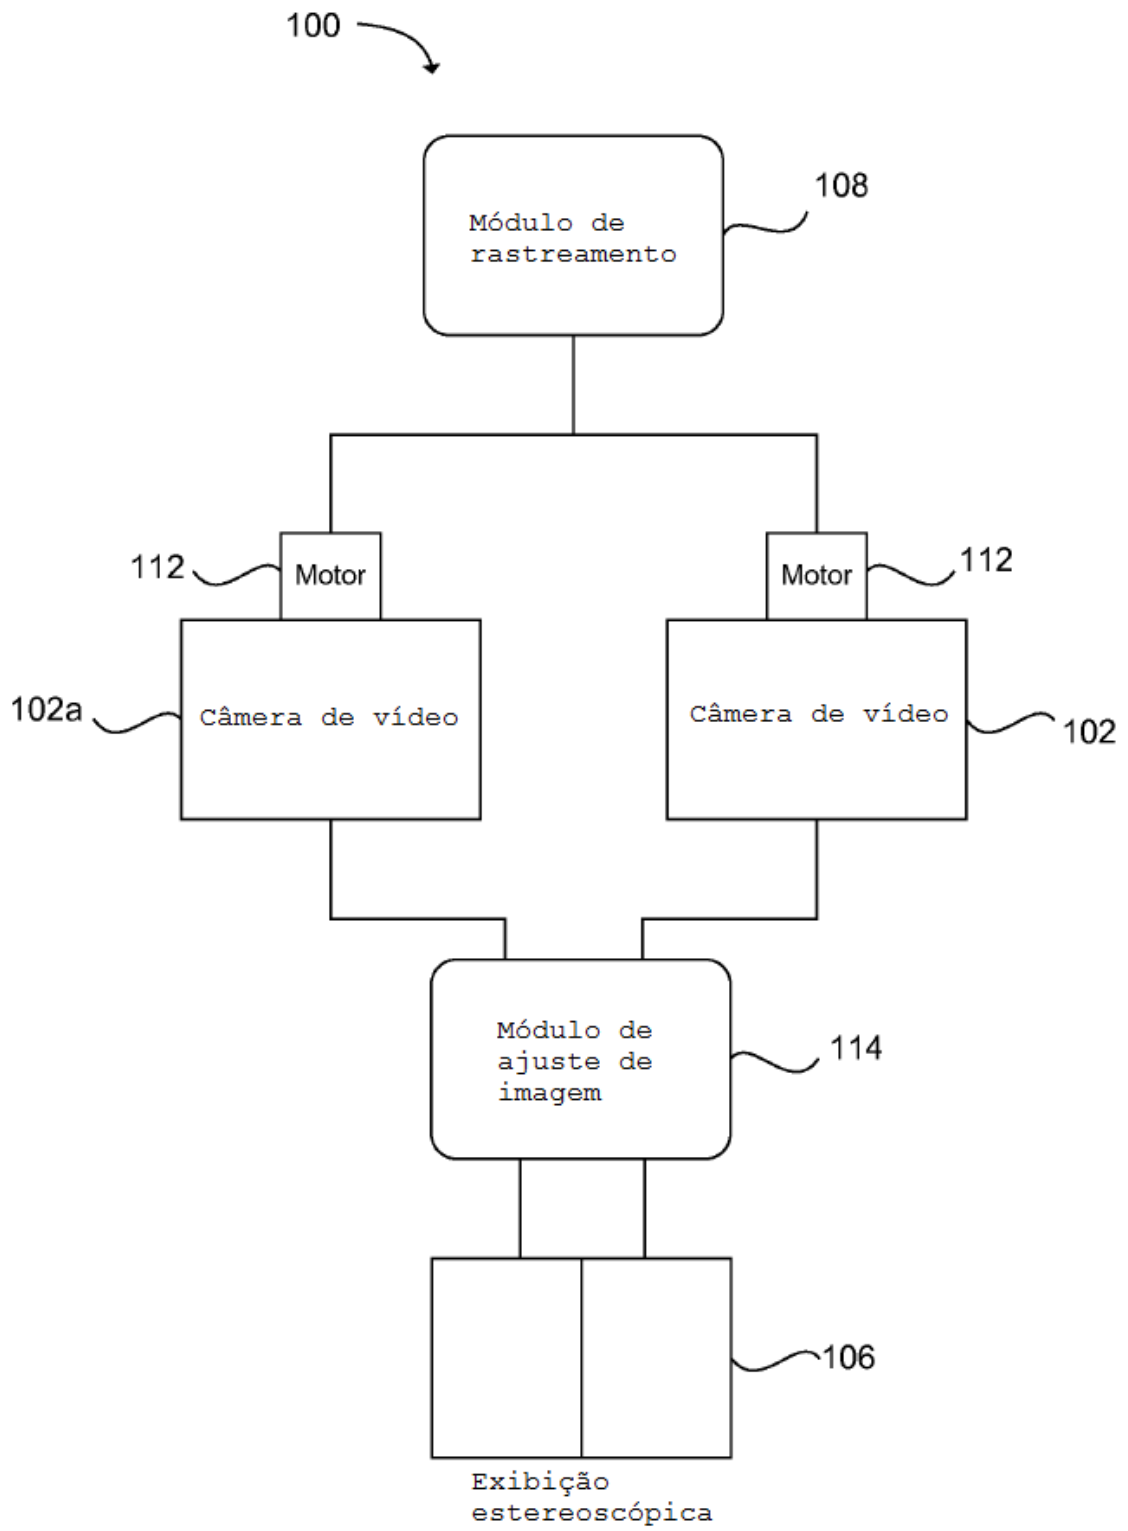 100
108
Módulo de
rastreamento
112
Motor
Motor
112
102a
Câmera de vídeo
Câmera de vídeo
102
Módulo de
ajuste de
imagem
114
106
Exibição
estereoscópica